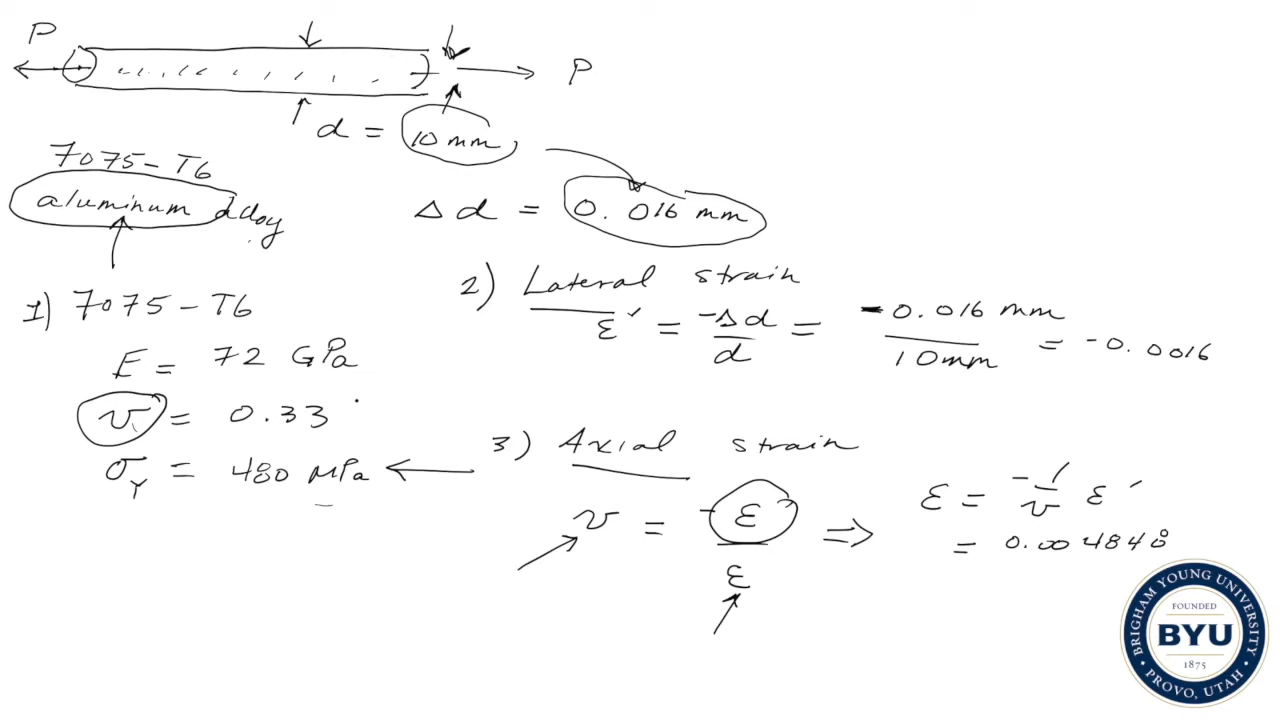 P
P
d = 10 mm
7075-T6
aluminum alloy
Δd = 0.016 mm
1) 7075-T6
E = 72 GPa
ν = 0.33
σY = 480 MPa
2) Lateral strain
ε' = -Δd/d = -0.016 mm/10mm = -0.0016
3) Axial strain
ν = -ε'/ε ⇒ ε = -1/ν ε'
= 0.004848
BRIGHAM YOUNG UNIVERSITY
FOUNDED
BYU
1875
PROVO, UTAH